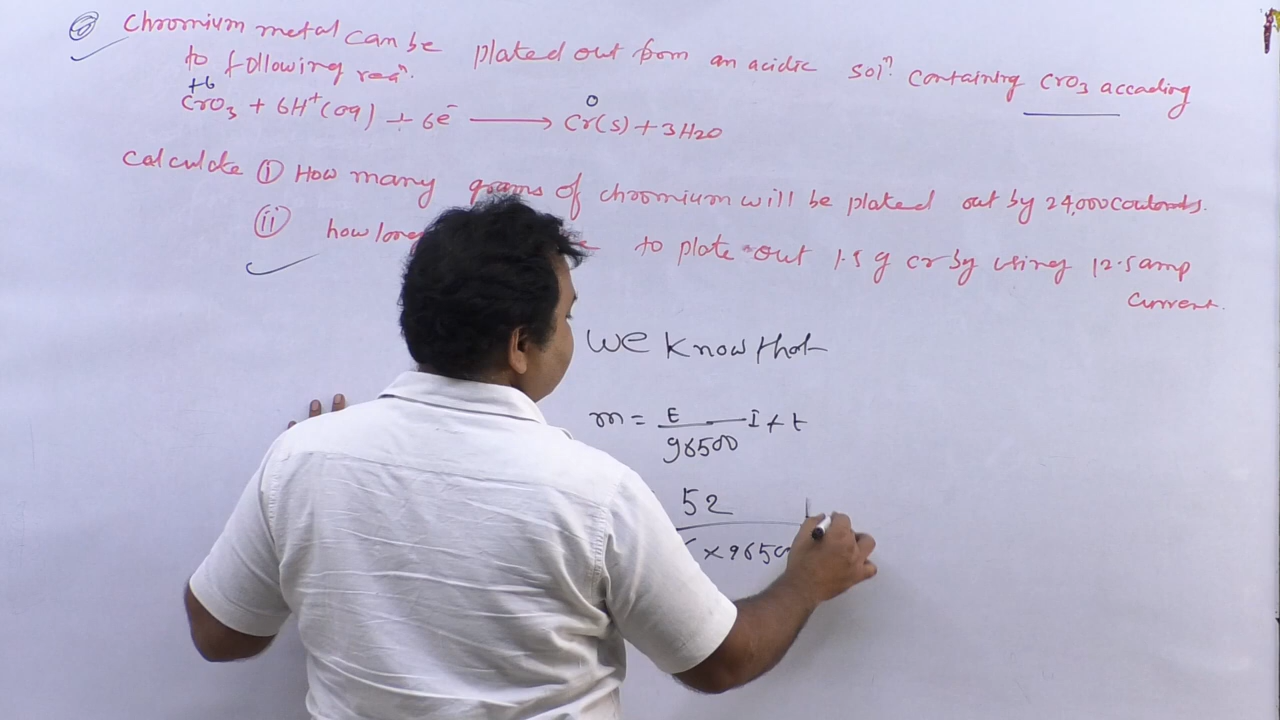 Chromium metal can be plated out from an acidic solⁿ containing CrO3 accading
to following reaⁿ.
+6 0
CrO3 + 6H+(aq) + 6e- → Cr(s) + 3H2O
Calculate (i) How many grams of chromium will be plated out by 24,000 coulombs.
(ii) how long to plate out 1.5 g cr by using 12.5 amp
current.
We know that
m = E/96500 I × t
52
× 9650